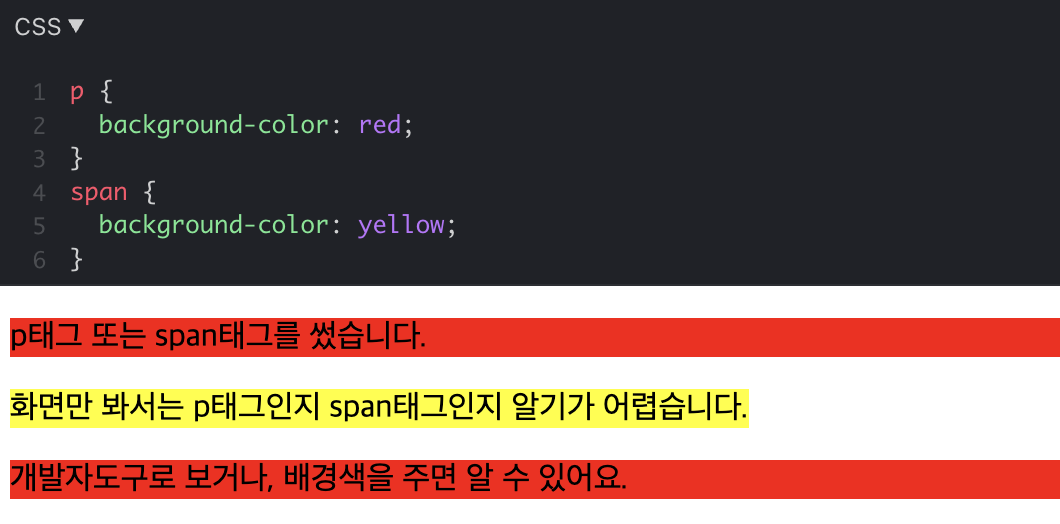 CSS ▼
1 p {
2 background-color: red;
3 }
4 span {
5 background-color: yellow;
6 }
p태그 또는 span태그를 썼습니다.
화면만 봐서는 p태그인지 span태그인지 알기가 어렵습니다.
개발자도구로 보거나, 배경색을 주면 알 수 있어요.